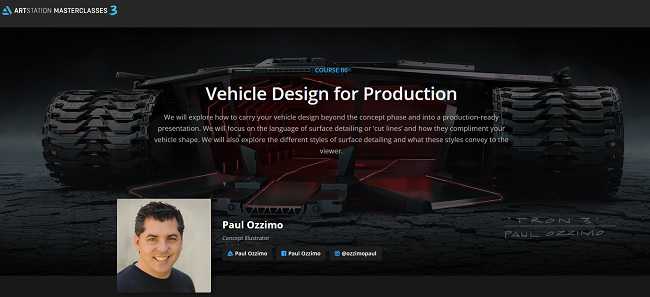 ARTSTATION MASTERCLASSES 3
COURSE 06
Vehicle Design for Production
We will explore how to carry your vehicle design beyond the concept phase and into a production-ready
presentation. We will focus on the language of surface detailing or 'cut lines' and how they compliment your
vehicle shape. We will also explore the different styles of surface detailing and what these styles convey to the
viewer.
Paul Ozzimo
Concept Illustrator
Paul Ozzimo Paul Ozzimo @ozzimopaul
"TRON 3"
PAUL OZZIMO